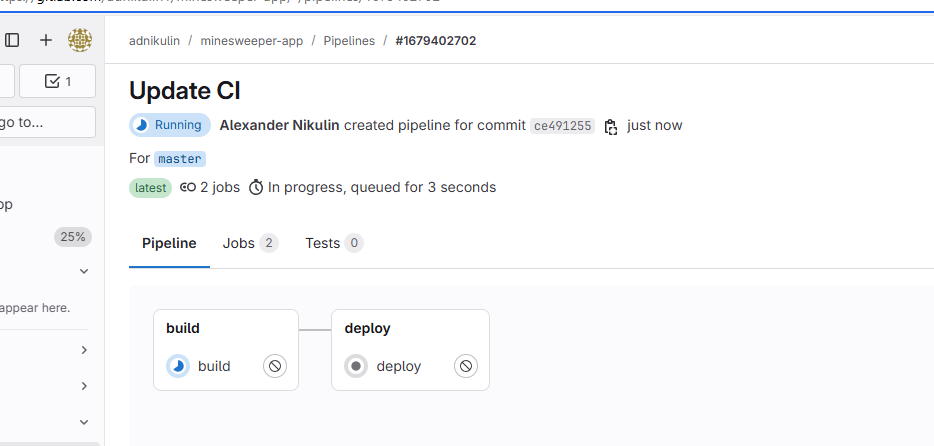 adnikulin / minesweeper-app / Pipelines / #1679402702
1
Update CI
go to...
Running Alexander Nikulin created pipeline for commit ce491255 just now
For master
latest 2 jobs In progress, queued for 3 seconds
25%
Pipeline Jobs 2 Tests 0
appear here.
build
deploy
build
deploy